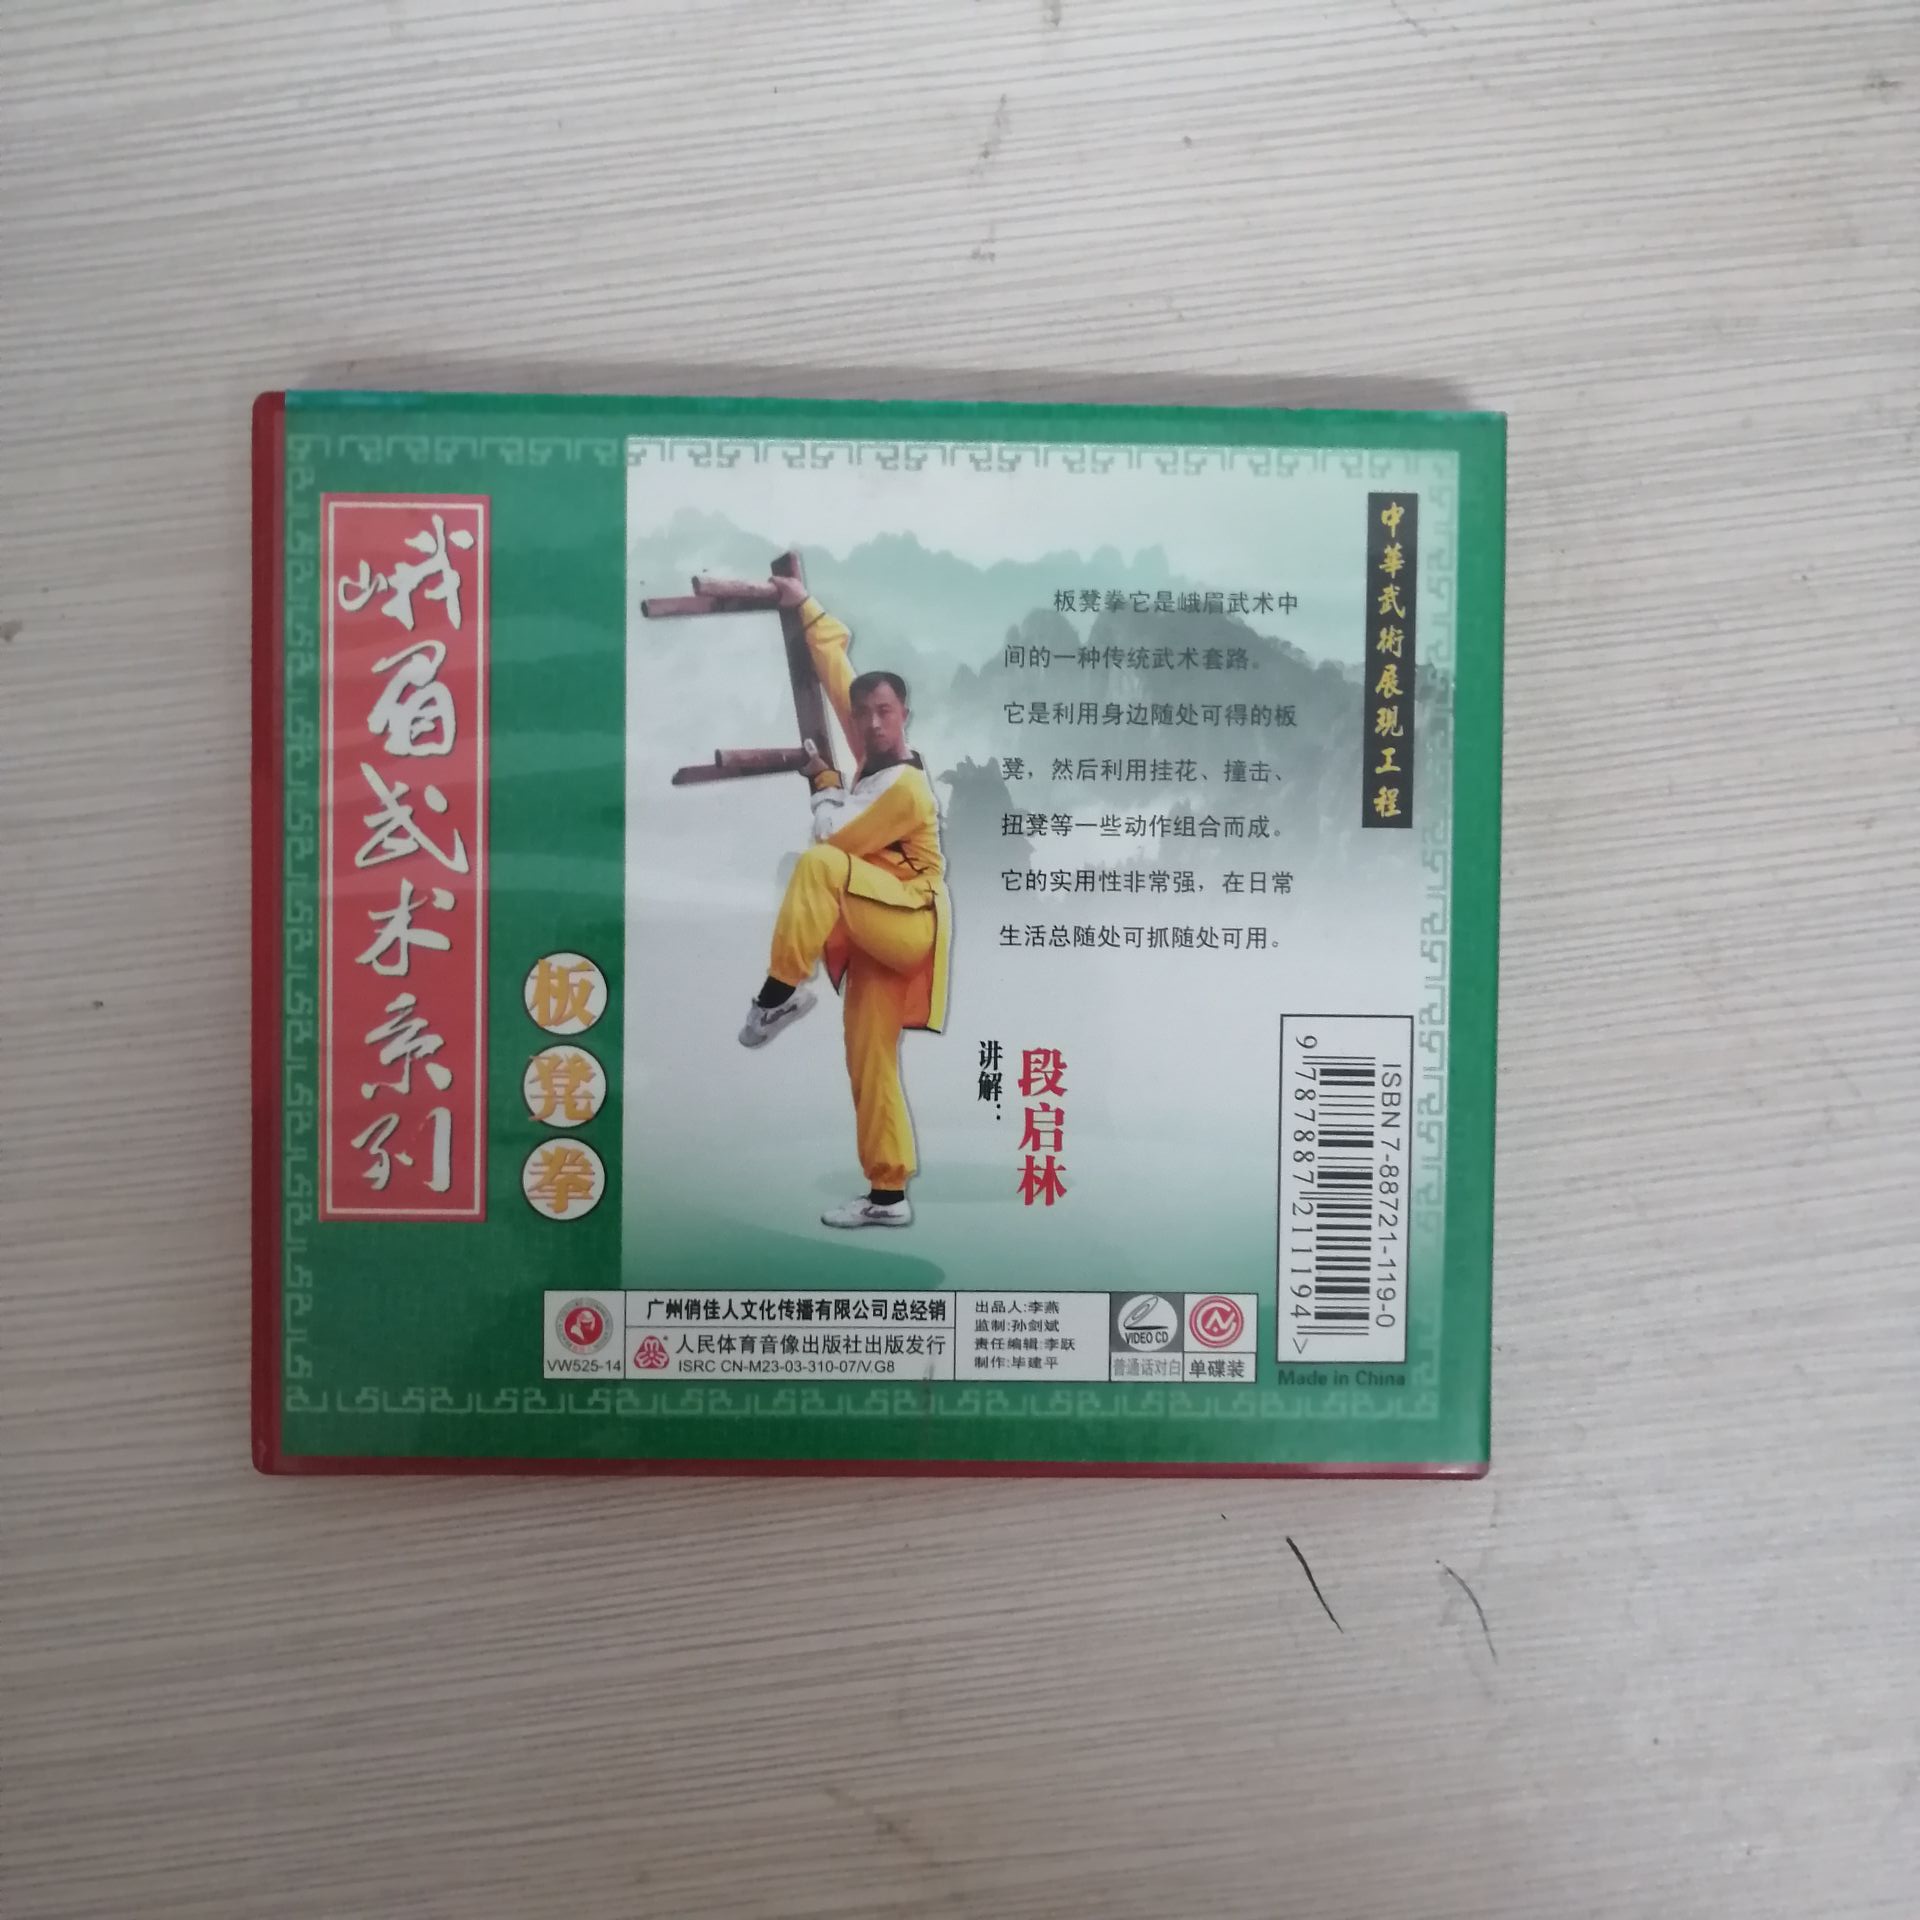 峨眉武术系列
板凳拳
中華武術展現工程
板凳拳它是峨眉武术中
间的一种传统武术套路。
它是利用身边随处可得的板
凳，然后利用挂花、撞击、
扭凳等一些动作组合而成。
它的实用性非常强，在日常
生活总随处可抓随处可用。
讲解：
段启林
ISBN 7-88721-119-0
9 787887 211194 >
Made in China
VW525-14
广州俏佳人文化传播有限公司总经销
人民体育音像出版社出版发行
ISRC CN-M23-03-310-07/V.G8
出品人:李燕
监制:孙剑斌
责任编辑:李跃
制作:毕建平
VIDEO CD
普通话对白
单碟装